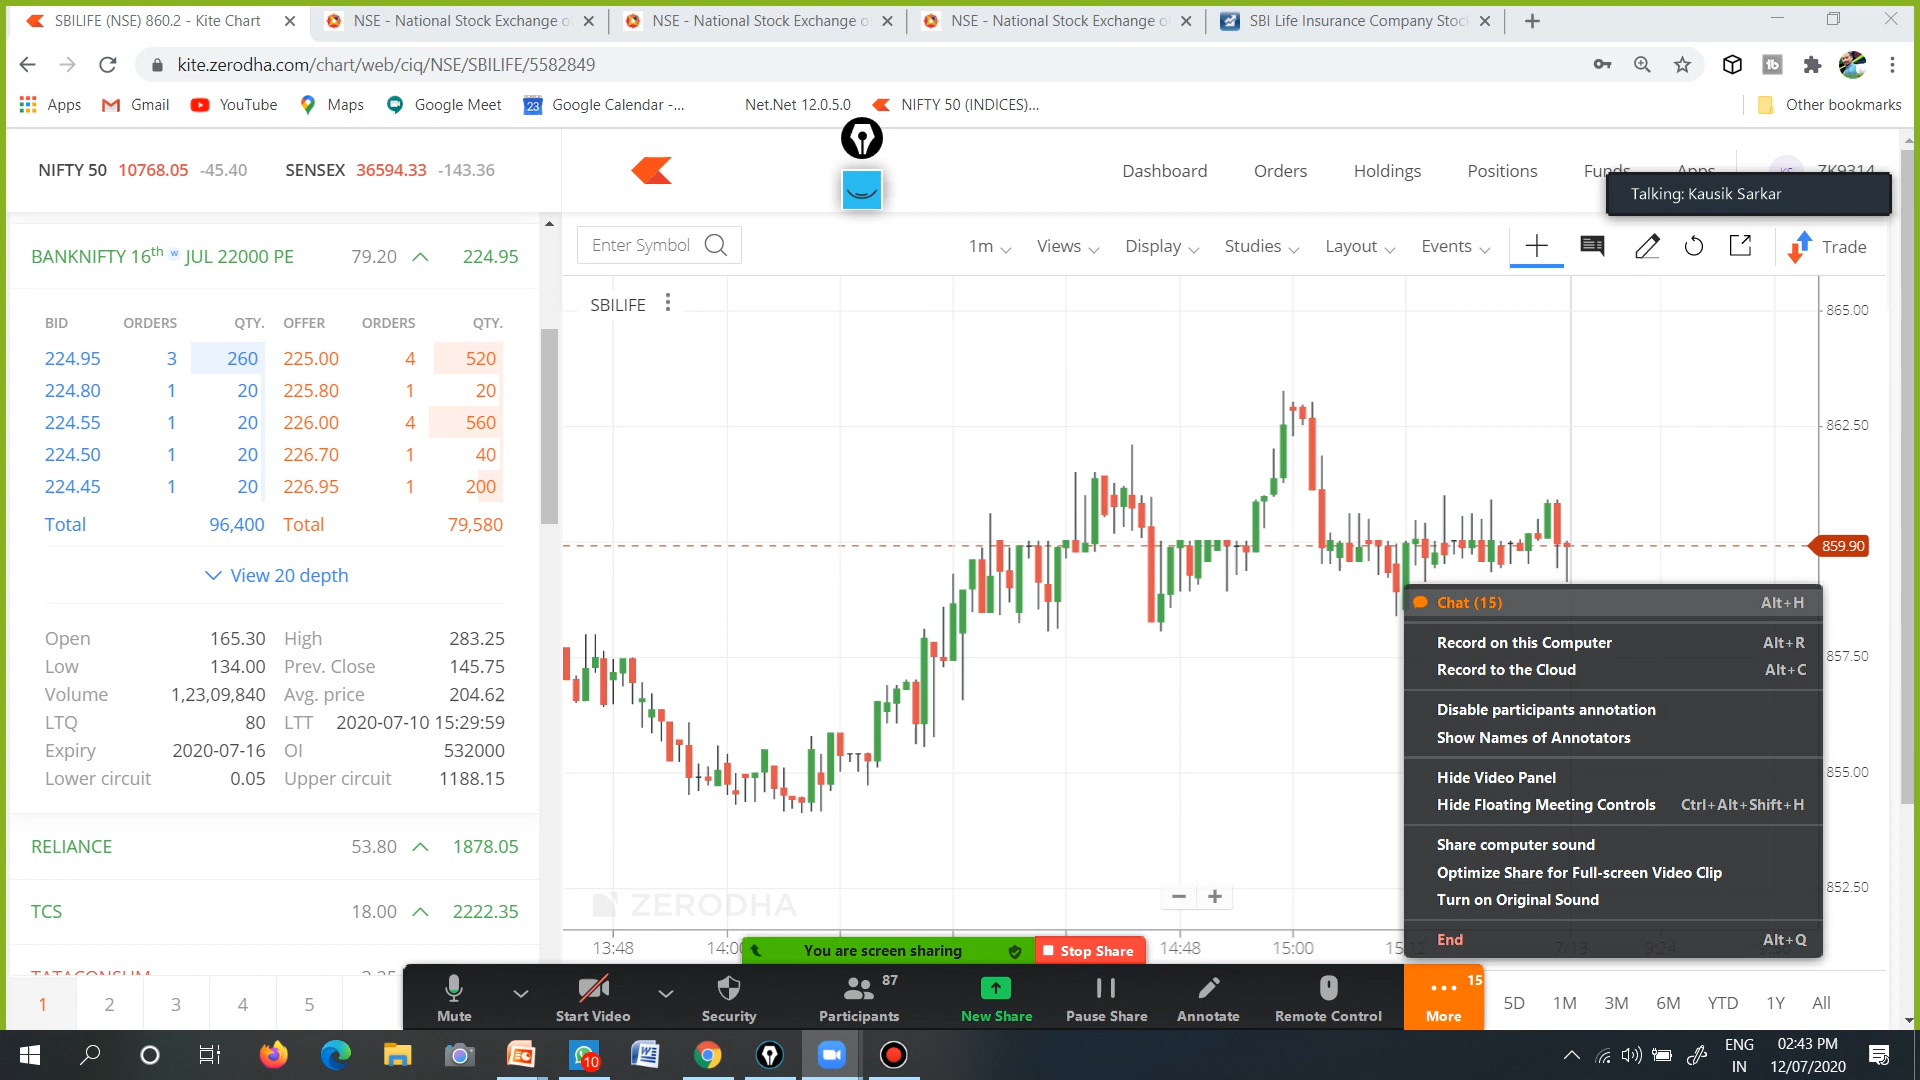 SBILIFE (NSE) 860.2 - Kite Chart
NSE - National Stock Exchange o
NSE - National Stock Exchange o
NSE - National Stock Exchange o
SBI Life Insurance Company Stoc
kite.zerodha.com/chart/web/ciq/NSE/SBILIFE/5582849
Apps Gmail YouTube Maps Google Meet 23 Google Calendar -... Net.Net 12.0.5.0 NIFTY 50 (INDICES)... Other bookmarks
NIFTY 50 10768.05 -45.40 SENSEX 36594.33 -143.36
Dashboard Orders Holdings Positions Funds Apps ZK9314
Talking: Kausik Sarkar
Enter Symbol 1m Views Display Studies Layout Events Trade
BANKNIFTY 16th w JUL 22000 PE 79.20 224.95
BID ORDERS QTY. OFFER ORDERS QTY.
224.95 3 260 225.00 4 520
224.80 1 20 225.80 1 20
224.55 1 20 226.00 4 560
224.50 1 20 226.70 1 40
224.45 1 20 226.95 1 200
Total 96,400 Total 79,580
View 20 depth
Open 165.30 High 283.25
Low 134.00 Prev. Close 145.75
Volume 1,23,09,840 Avg. price 204.62
LTQ 80 LTT 2020-07-10 15:29:59
Expiry 2020-07-16 OI 532000
Lower circuit 0.05 Upper circuit 1188.15
RELIANCE 53.80 1878.05
TCS 18.00 2222.35
TATACONSUM
1 2 3 4 5
SBILIFE
865.00
862.50
859.90
857.50
855.00
852.50
ZERODHA
13:48 14:48 15:00 7/13 9:24
Chat (15) Alt+H
Record on this Computer Alt+R
Record to the Cloud Alt+C
Disable participants annotation
Show Names of Annotators
Hide Video Panel
Hide Floating Meeting Controls Ctrl+Alt+Shift+H
Share computer sound
Optimize Share for Full-screen Video Clip
Turn on Original Sound
End Alt+Q
You are screen sharing Stop Share
Mute Start Video Security Participants 87 New Share Pause Share Annotate Remote Control More 15
5D 1M 3M 6M YTD 1Y All
10
ENG
IN
02:43 PM
12/07/2020